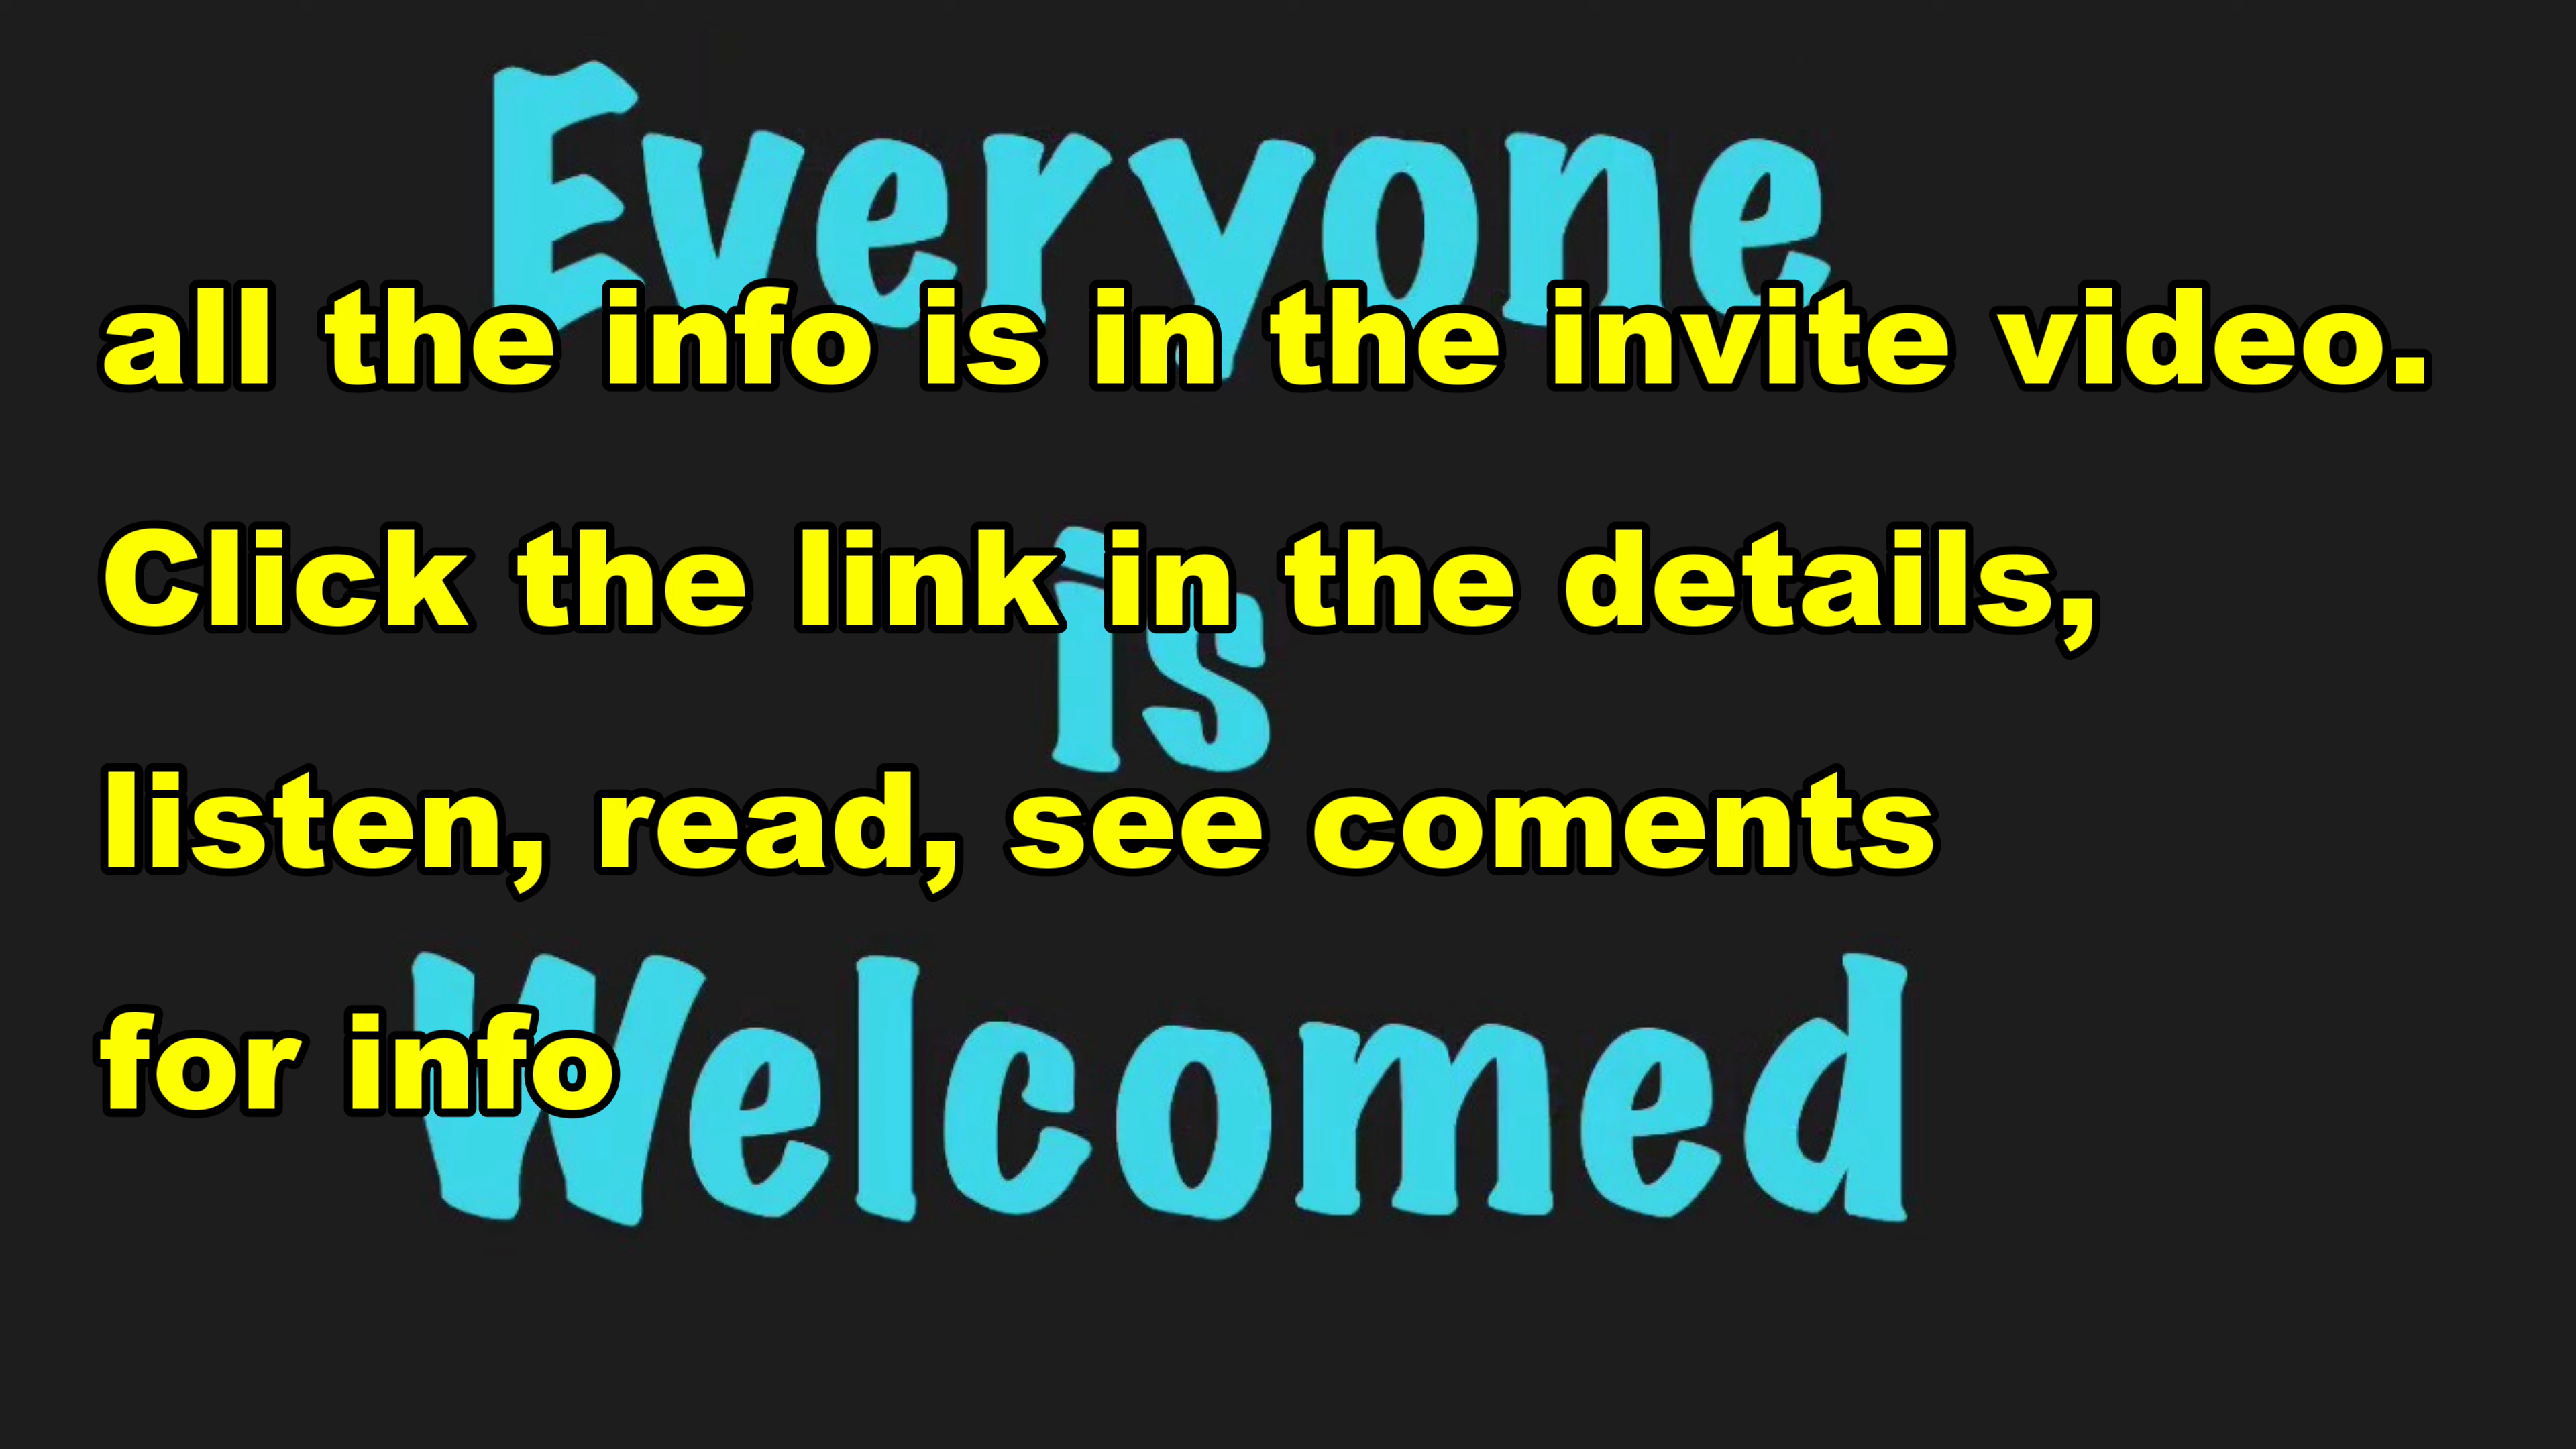 Everyone
all the info is in the invite video.
Click the link in the details,
is
listen, read, see coments
for info
Welcomed